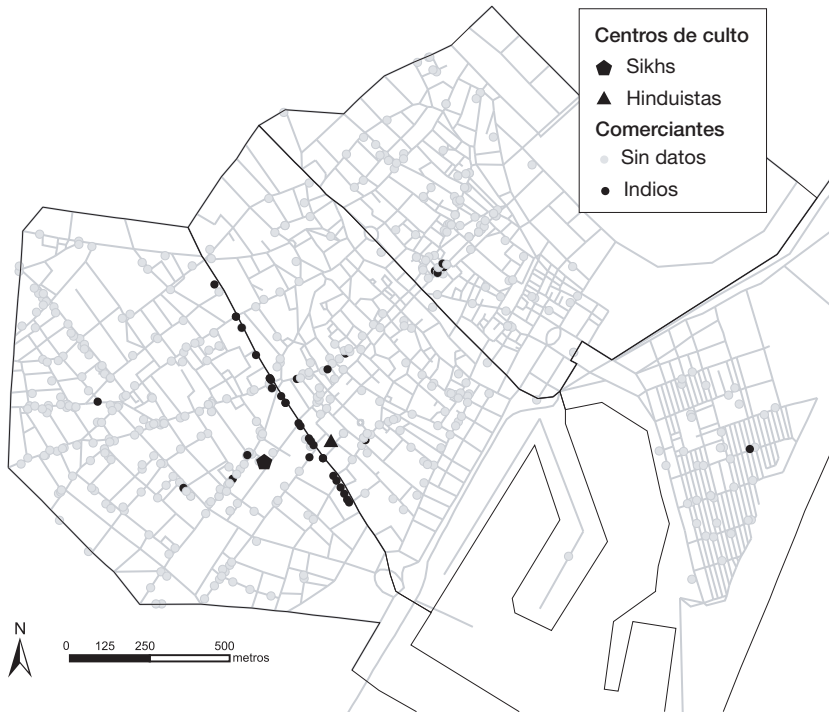 Centros de culto
Sikhs
Hinduistas
Comerciantes
Sin datos
Indios
N
0 125 250 500
metros